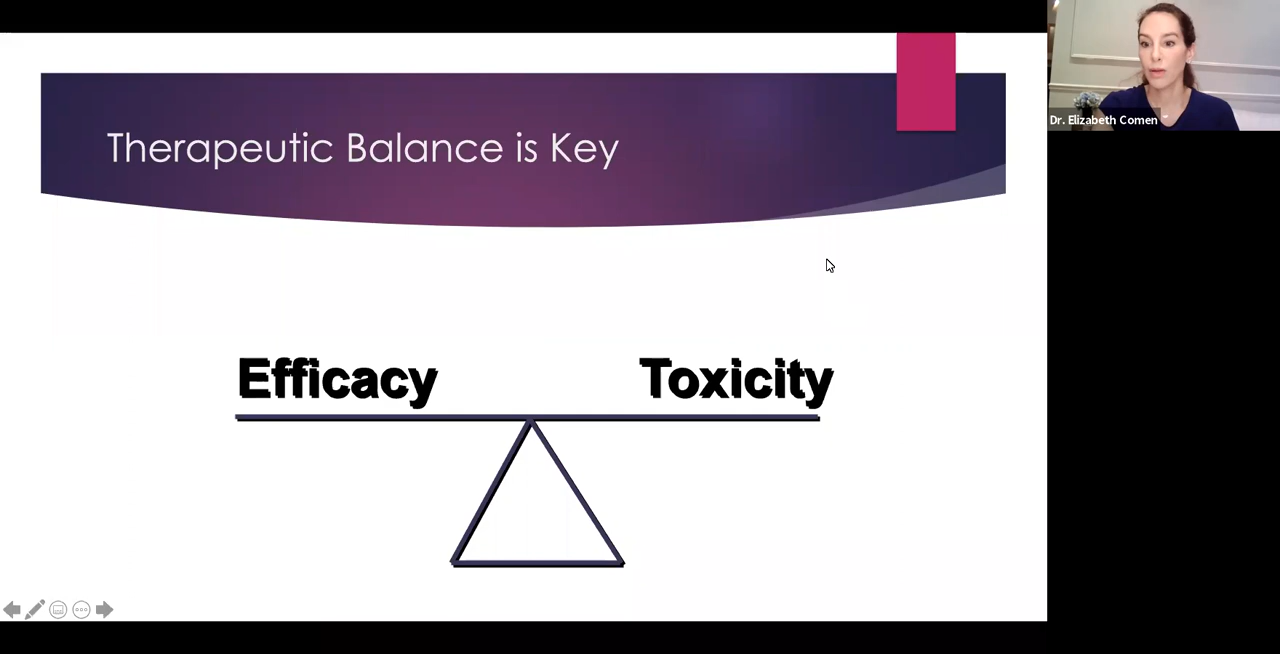 Therapeutic Balance is Key
Dr. Elizabeth Comen
Efficacy Toxicity